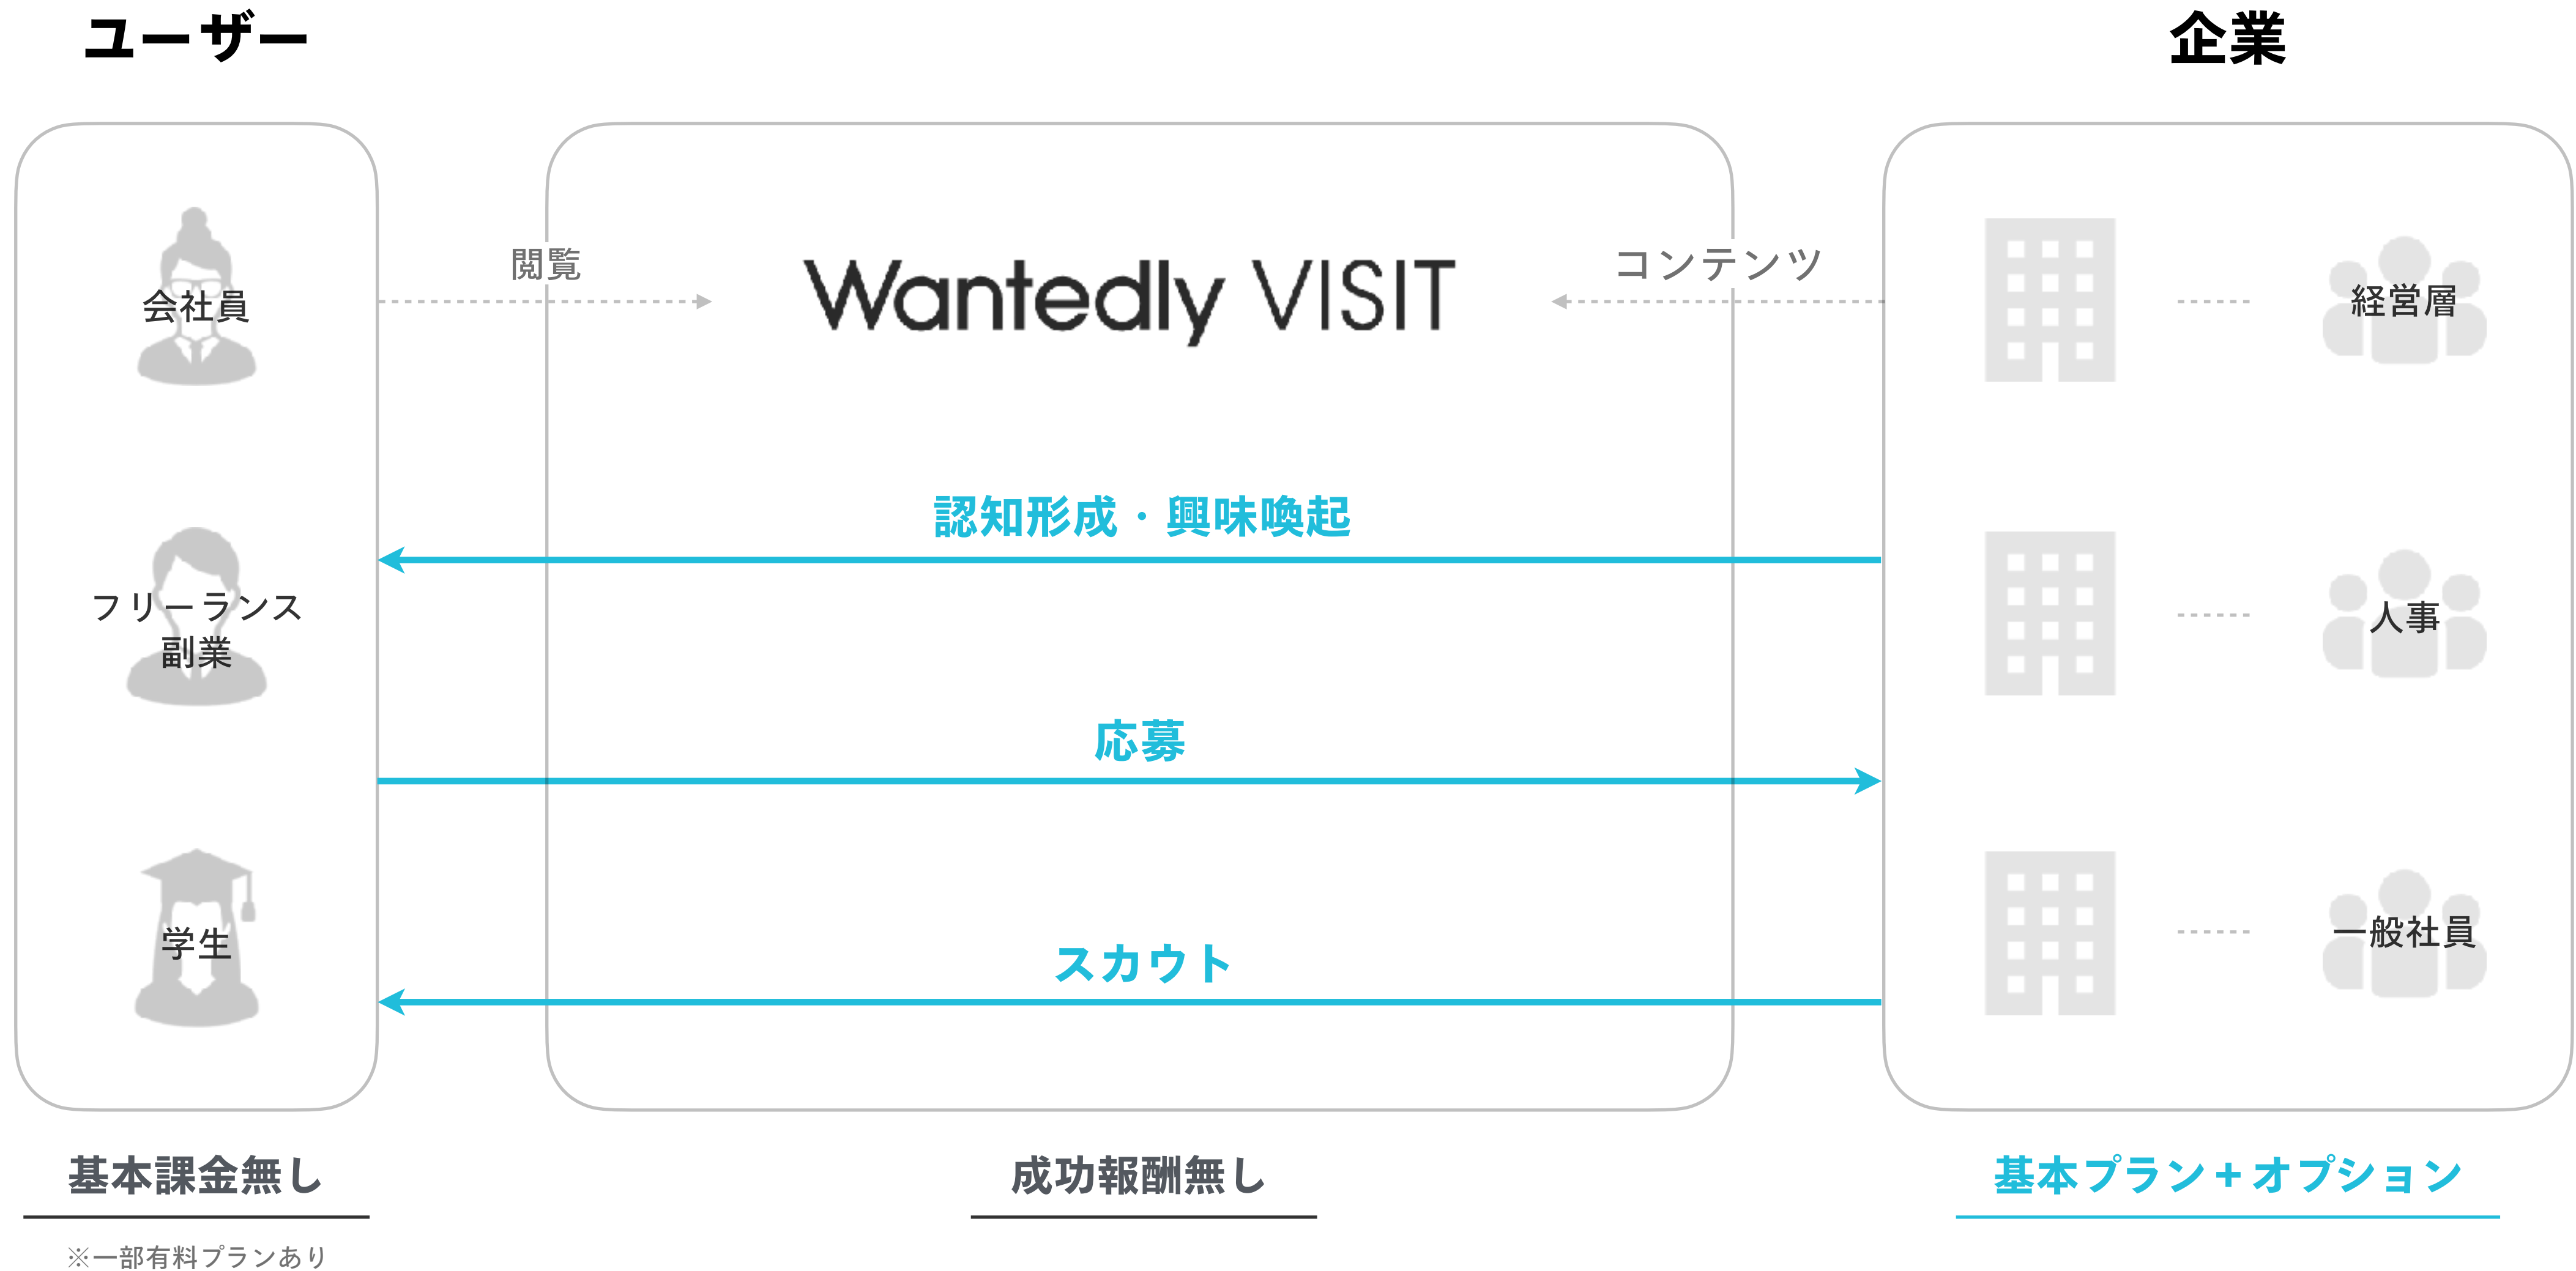 ユーザー
企業
会社員
閲覧
Wantedly VISIT
コンテンツ
経営層
認知形成・興味喚起
フリーランス
副業
人事
応募
学生
スカウト
一般社員
基本課金無し
成功報酬無し
基本プラン+オプション
※一部有料プランあり